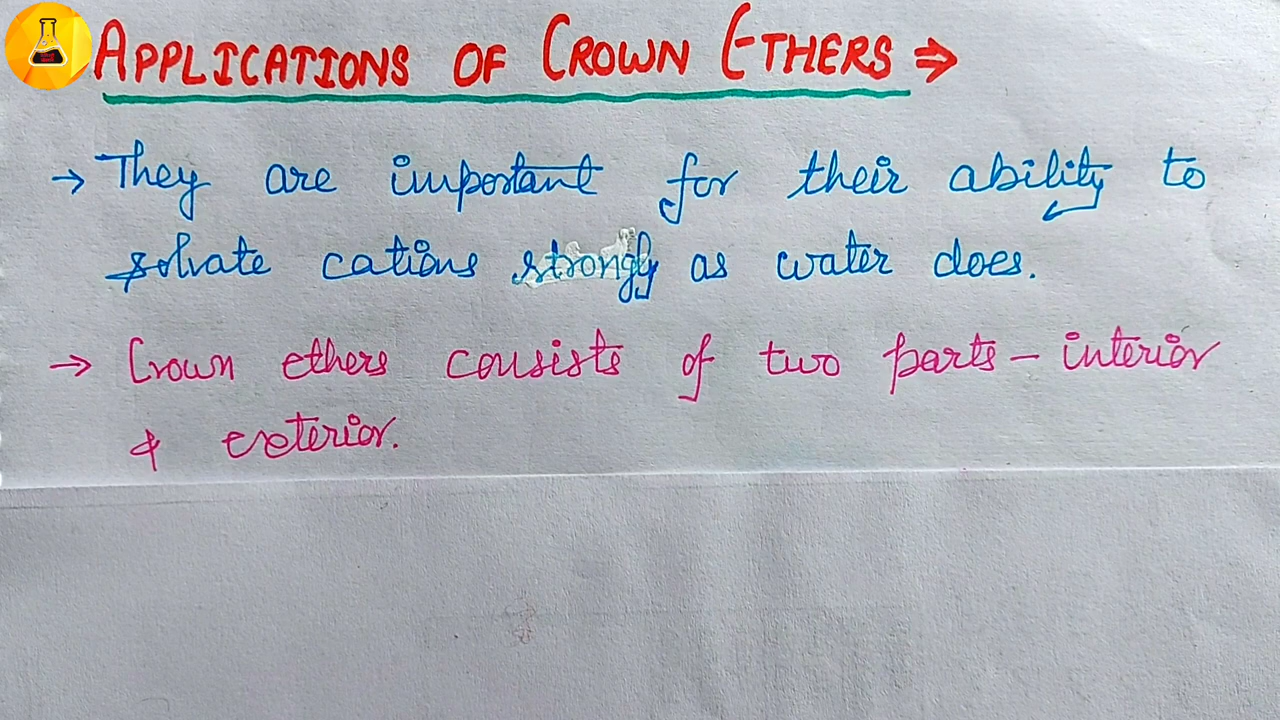 APPLICATIONS OF CROWN ETHERS ⇒
→ They are important for their ability to
solvate cations strongly as water does.
→ Crown ethers consists of two parts – interior
& exterior.